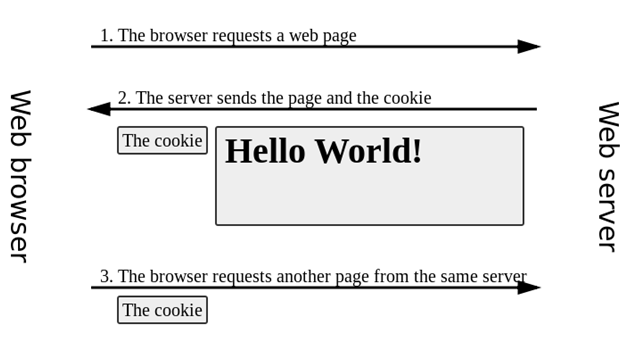 1. The browser requests a web page
2. The server sends the page and the cookie
The cookie
Hello World!
Web browser
Web server
3. The browser requests another page from the same server
The cookie